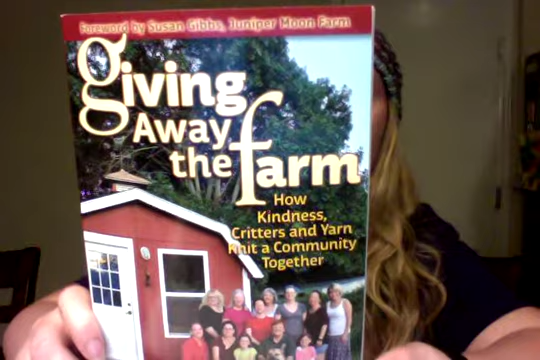 Foreword by Susan Gibbs, Juniper Moon Farm
giving
Away
the farm
How
Kindness,
Critters and Yarn
Knit a Community
Together